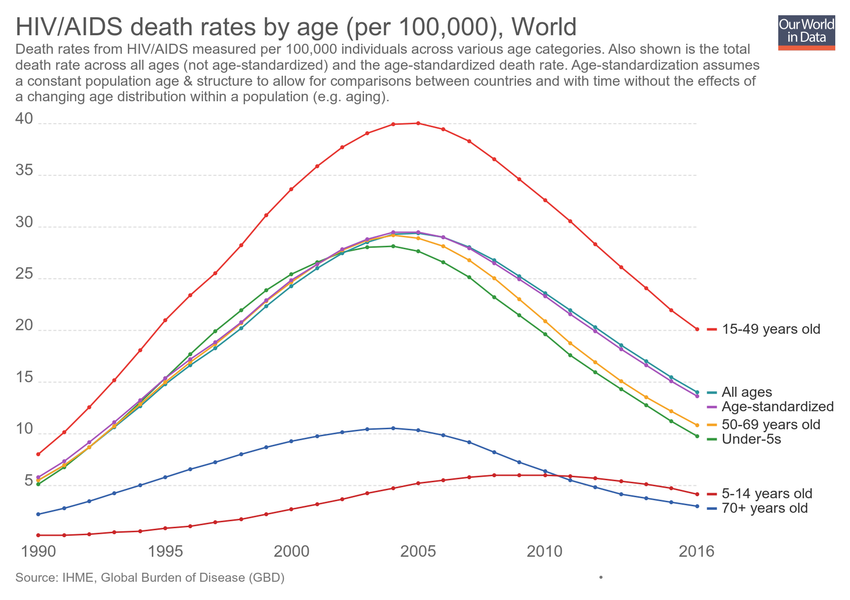 HIV/AIDS death rates by age (per 100,000), World
Our World
in Data
Death rates from HIV/AIDS measured per 100,000 individuals across various age categories. Also shown is the total
death rate across all ages (not age-standardized) and the age-standardized death rate. Age-standardization assumes
a constant population age & structure to allow for comparisons between countries and with time without the effects of
a changing age distribution within a population (e.g. aging).
40
35
30
25
20
15
10
5
15-49 years old
All ages
Age-standardized
50-69 years old
Under-5s
5-14 years old
70+ years old
1990
1995
2000
2005
2010
2016
Source: IHME, Global Burden of Disease (GBD)